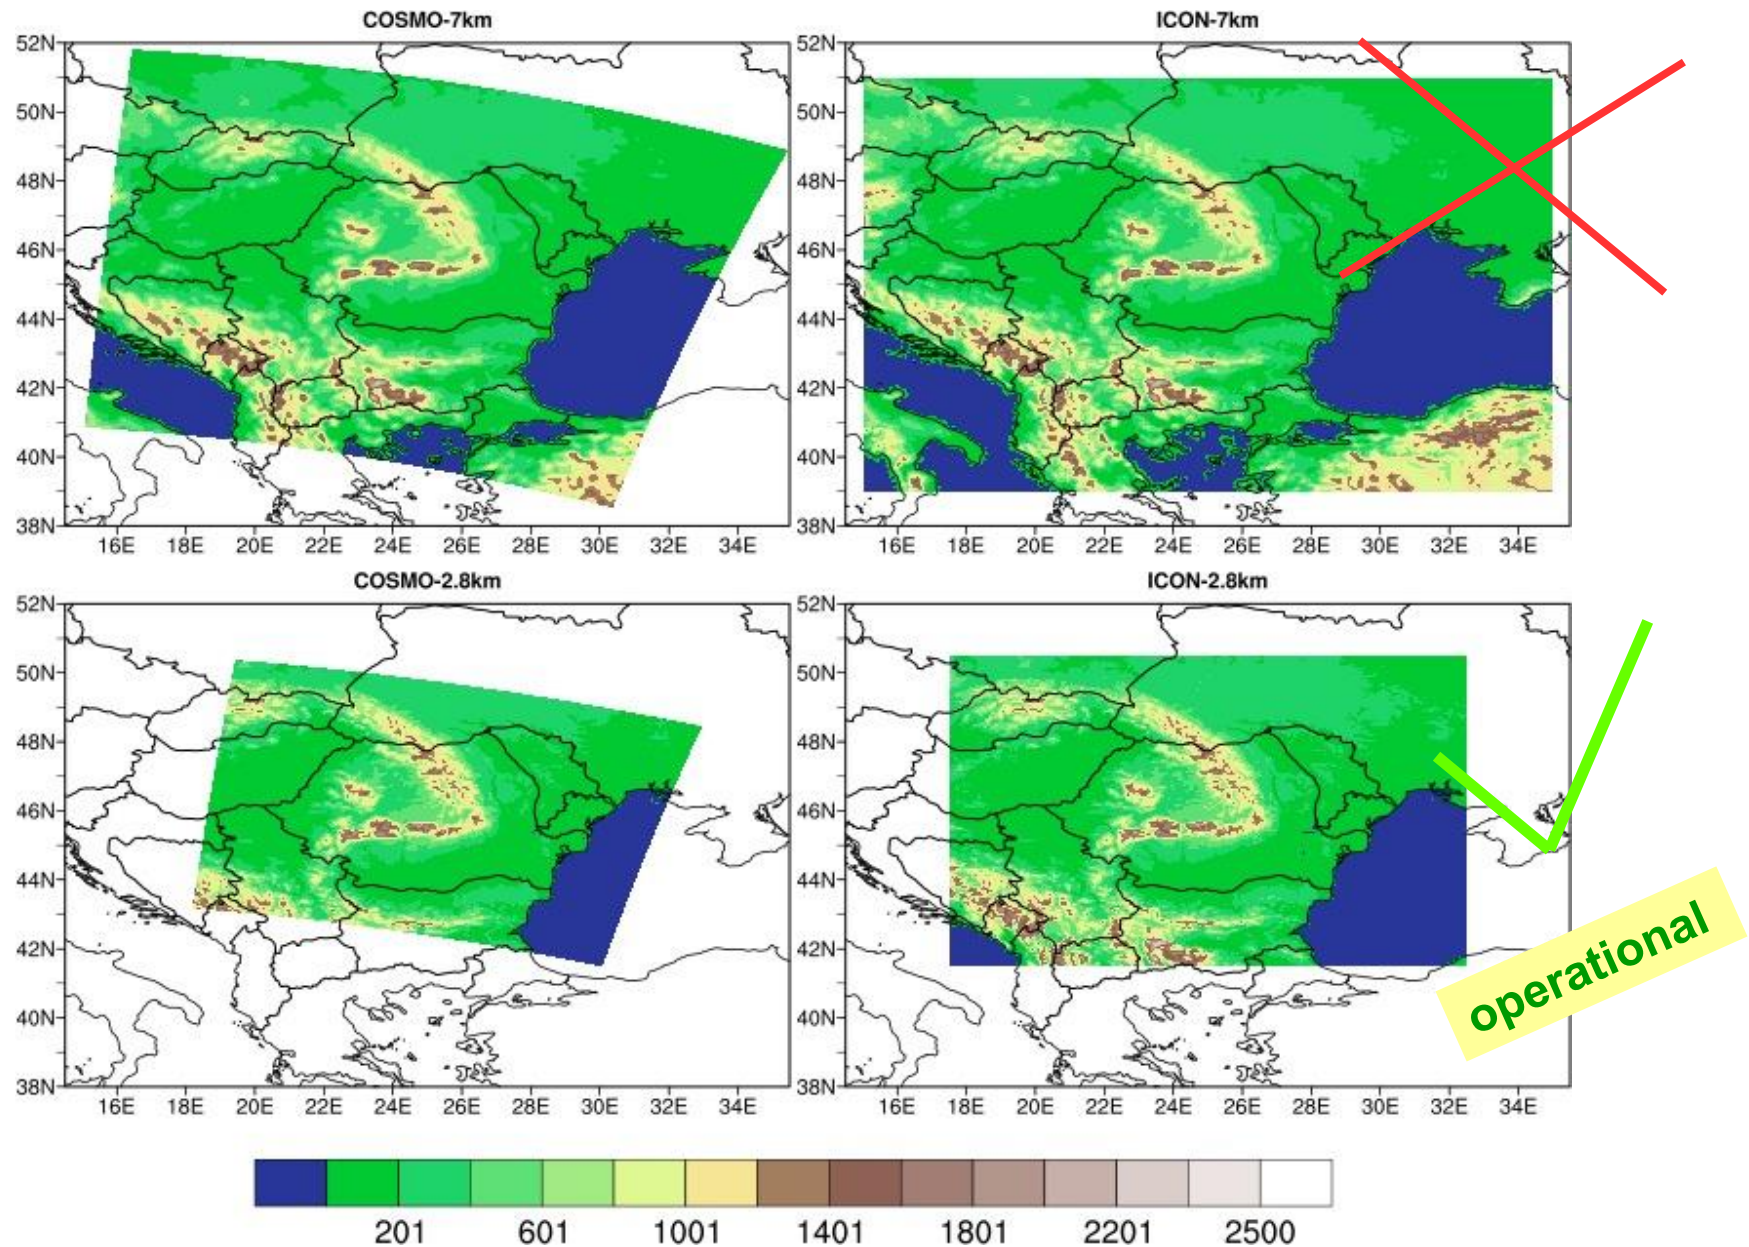 COSMO-7km
52N
50N
48N
46N
44N
42N
40N
38N
16E 18E 20E 22E 24E 26E 28E 30E 32E 34E
ICON-7km
52N
50N
48N
46N
44N
42N
40N
38N
16E 18E 20E 22E 24E 26E 28E 30E 32E 34E
COSMO-2.8km
52N
50N
48N
46N
44N
42N
40N
38N
16E 18E 20E 22E 24E 26E 28E 30E 32E 34E
ICON-2.8km
52N
50N
48N
46N
44N
42N
40N
38N
16E 18E 20E 22E 24E 26E 28E 30E 32E 34E
operational
201 601 1001 1401 1801 2201 2500